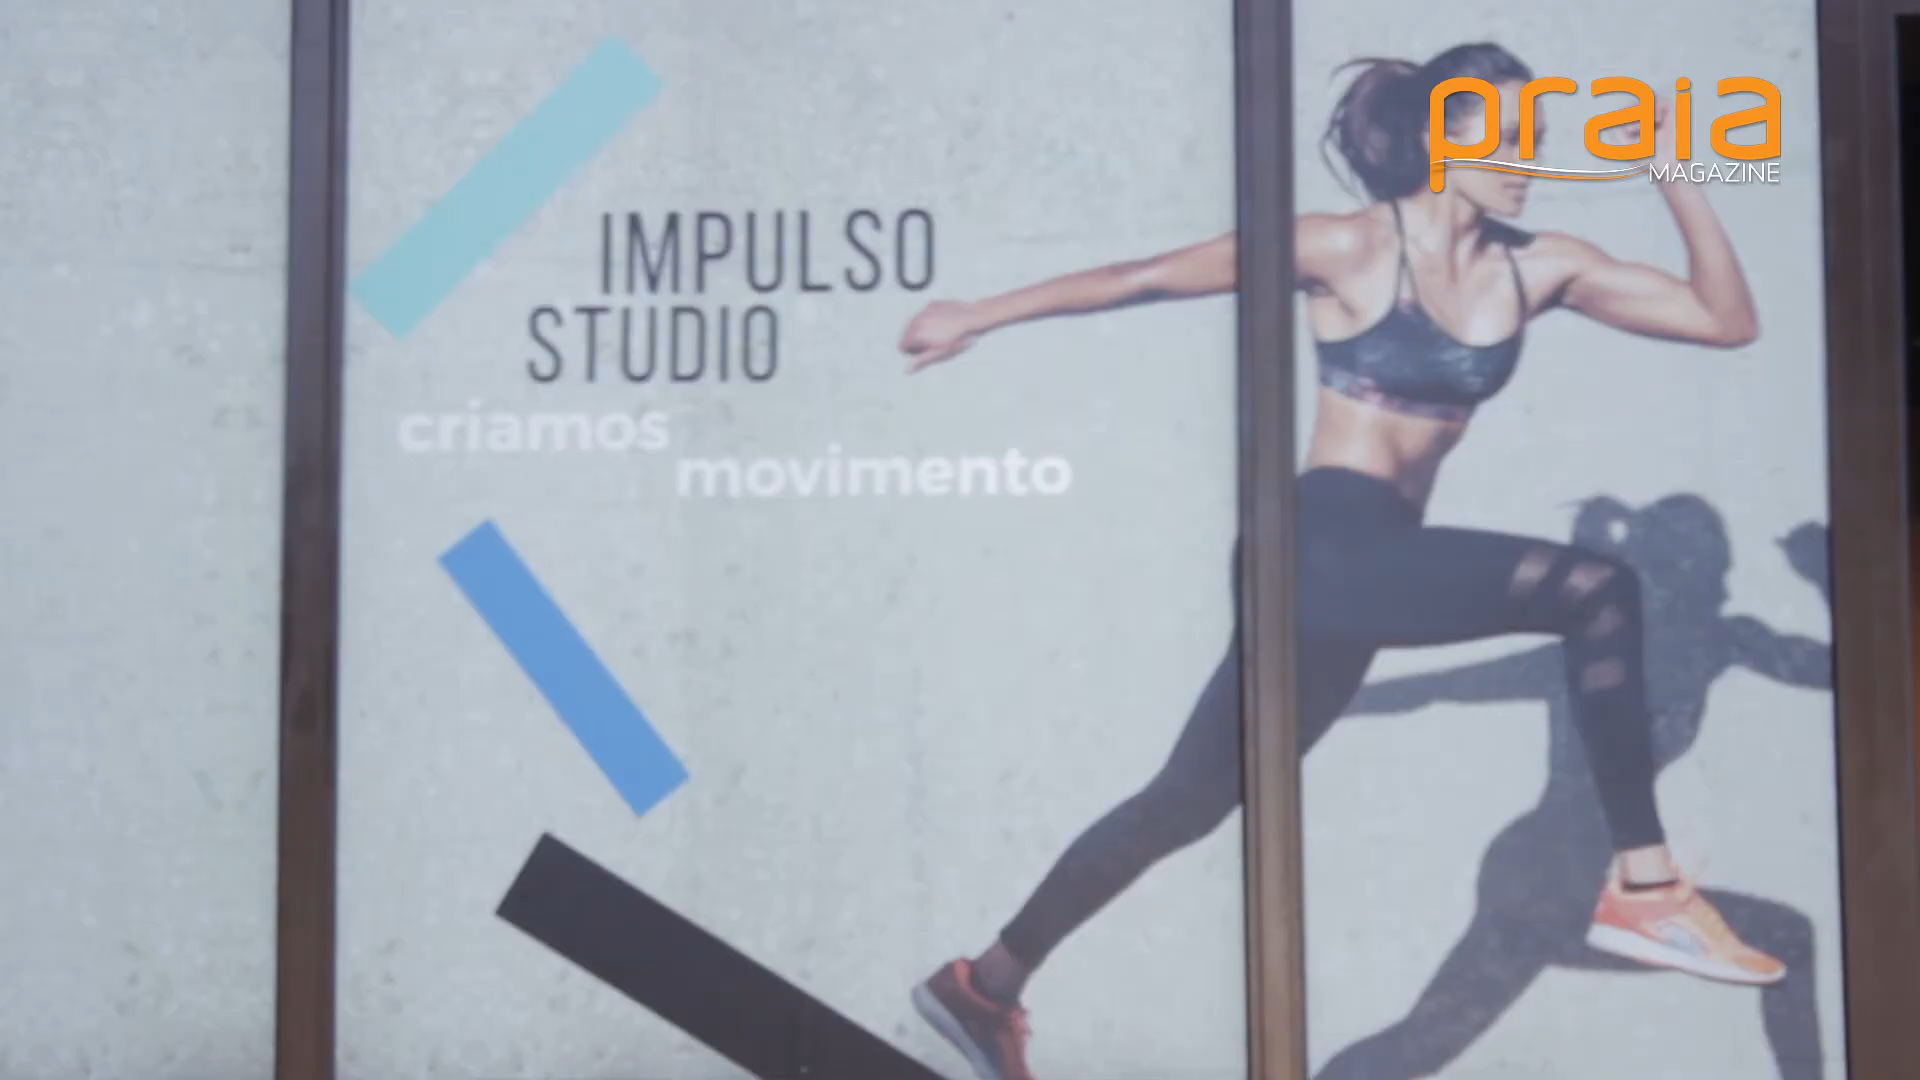 praia
MAGAZINE
IMPULSO
STUDIO
criamos
movimento